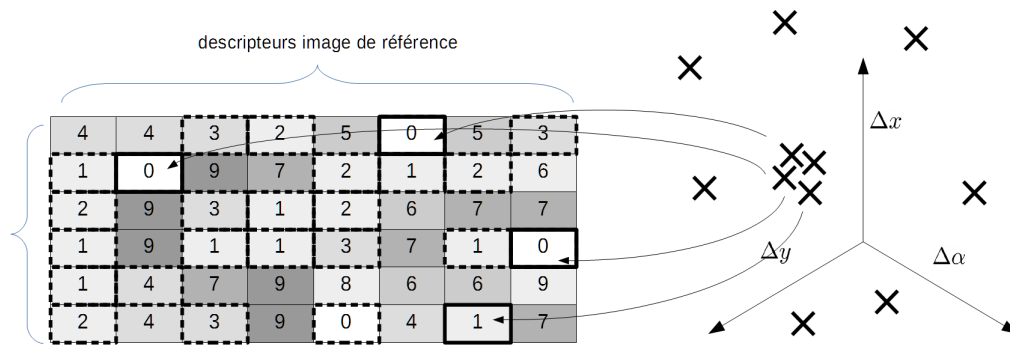 descripteurs image de référence
4 4 3 2 5 0 5 3
1 0 9 7 2 1 2 6
2 9 3 1 2 6 7 7
1 9 1 1 3 7 1 0
1 4 7 9 8 6 6 9
2 4 3 9 0 4 1 7
Δx
Δy
Δα